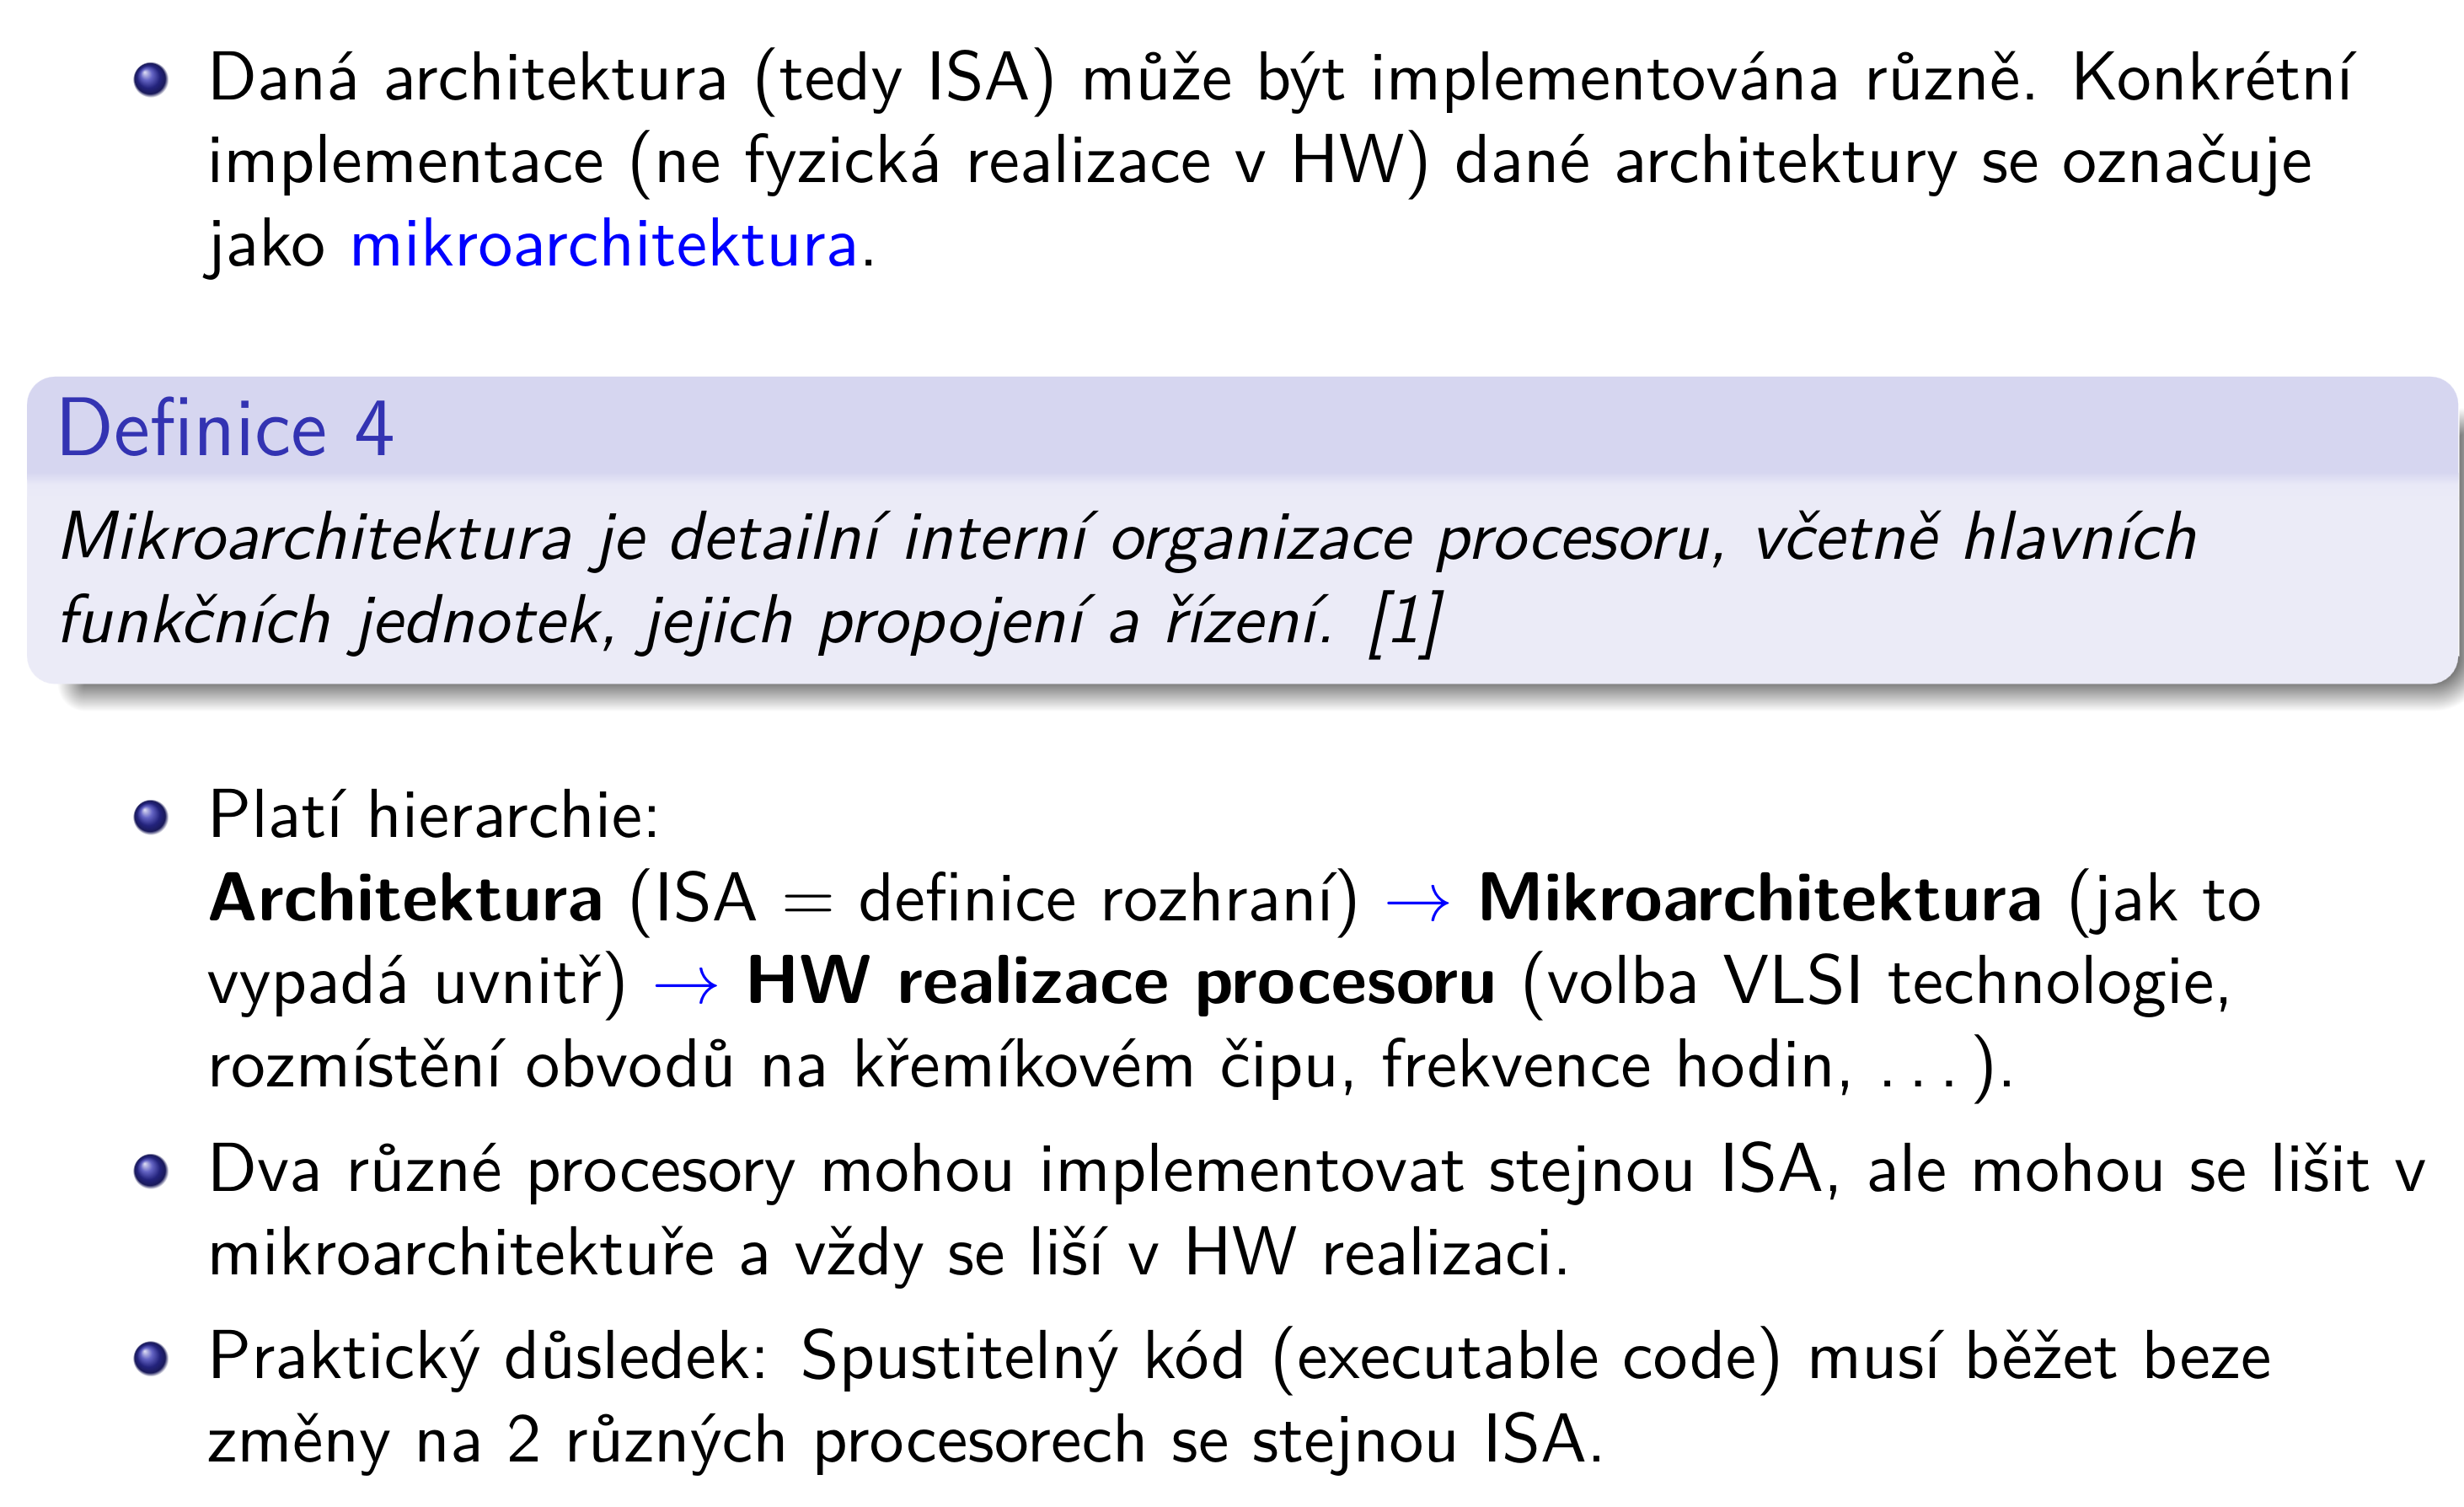 Daná architektura (tedy ISA) může být implementována různě. Konkrétní
implementace (ne fyzická realizace v HW) dané architektury se označuje
jako mikroarchitektura.
Definice 4
Mikroarchitektura je detailní interní organizace procesoru, včetně hlavních
funkčních jednotek, jejich propojení a řízení. [1]
Platí hierarchie:
Architektura (ISA = definice rozhraní) → Mikroarchitektura (jak to
vypadá uvnitř) → HW realizace procesoru (volba VLSI technologie,
rozmístění obvodů na křemíkovém čipu, frekvence hodin, . . . ).
Dva různé procesory mohou implementovat stejnou ISA, ale mohou se lišit v
mikroarchitektuře a vždy se liší v HW realizaci.
Praktický důsledek: Spustitelný kód (executable code) musí běžet beze
změny na 2 různých procesorech se stejnou ISA.